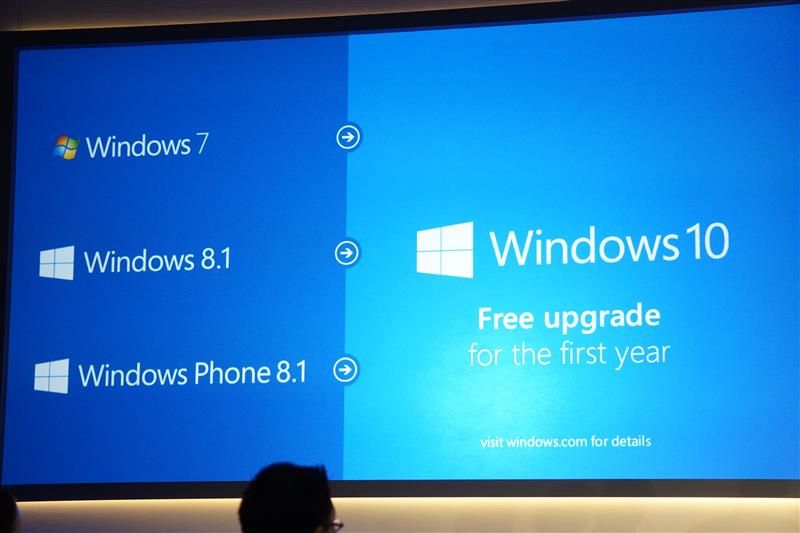 Windows 7
Windows 8.1
Windows Phone 8.1
Windows 10
Free upgrade
for the first year
visit windows.com for details